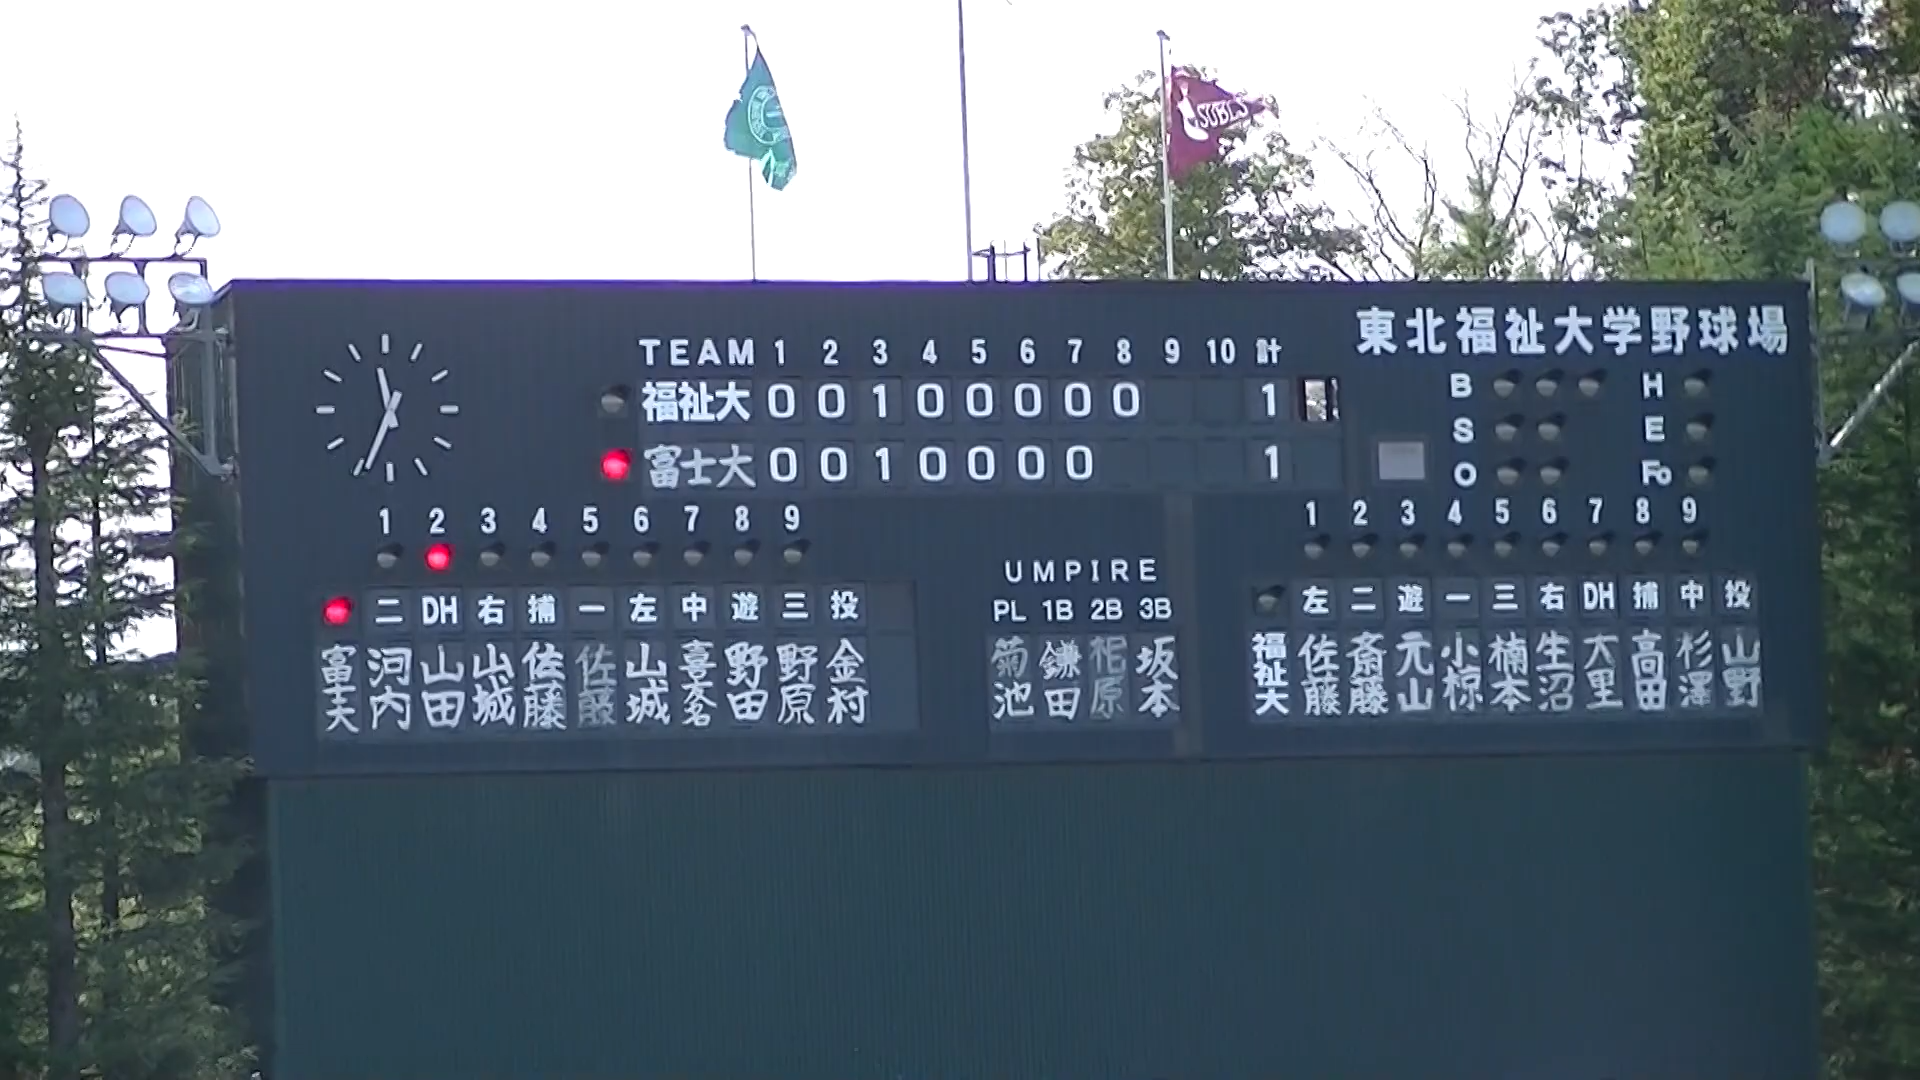 SUBLS
東北福祉大学野球場
TEAM 1 2 3 4 5 6 7 8 9 10 計
福祉大 0 0 1 0 0 0 0 0 1
富士大 0 0 1 0 0 0 0 1
B H
S E
O Fo
1 2 3 4 5 6 7 8 9
二 DH 右 捕 一 左 中 遊 三 投
富士大 河内 山田 山城 佐藤 佐藤 山城 喜多 野田 野原 金村
UMPIRE
PL 1B 2B 3B
菊池 鎌田 柏原 坂本
1 2 3 4 5 6 7 8 9
左 二 遊 一 三 右 DH 捕 中 投
福祉大 佐藤 斎藤 元山 小椋 楠本 生沼 大里 高田 杉澤 山野